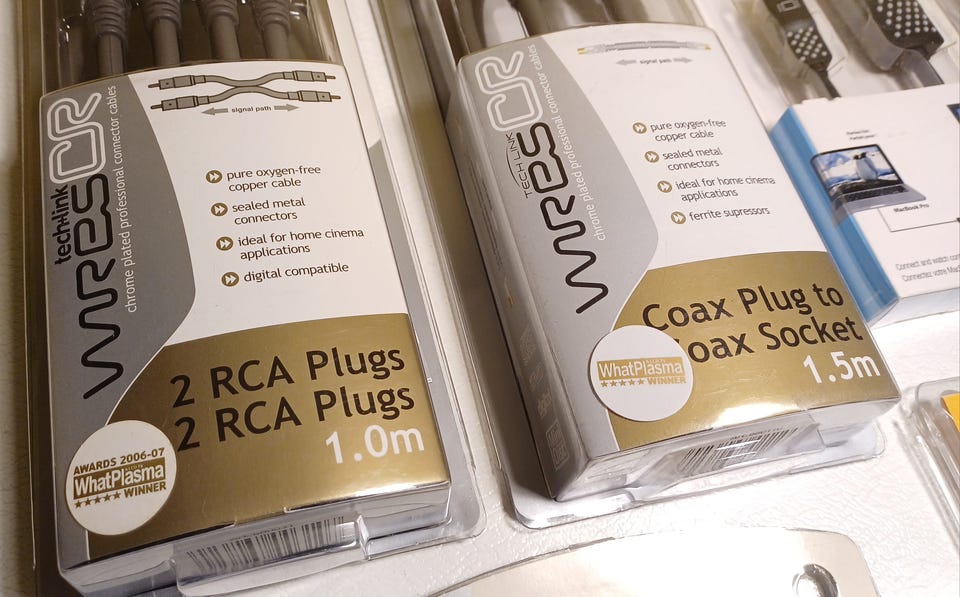 tech+link
WIRES CR
chrome plated professional connector cables
signal path
pure oxygen-free
copper cable
sealed metal
connectors
ideal for home cinema
applications
digital compatible
2 RCA Plugs
2 RCA Plugs
1.0m
AWARDS 2006-07
WhatPlasma
★★★★★ WINNER
TECH LINK
WIRES CR
chrome plated professional connector cables
signal path
pure oxygen-free
copper cable
sealed metal
connectors
ideal for home cinema
applications
ferrite supressors
Coax Plug to
Coax Socket
1.5m
WhatPlasma
★★★★★ WINNER
MacBook Pro